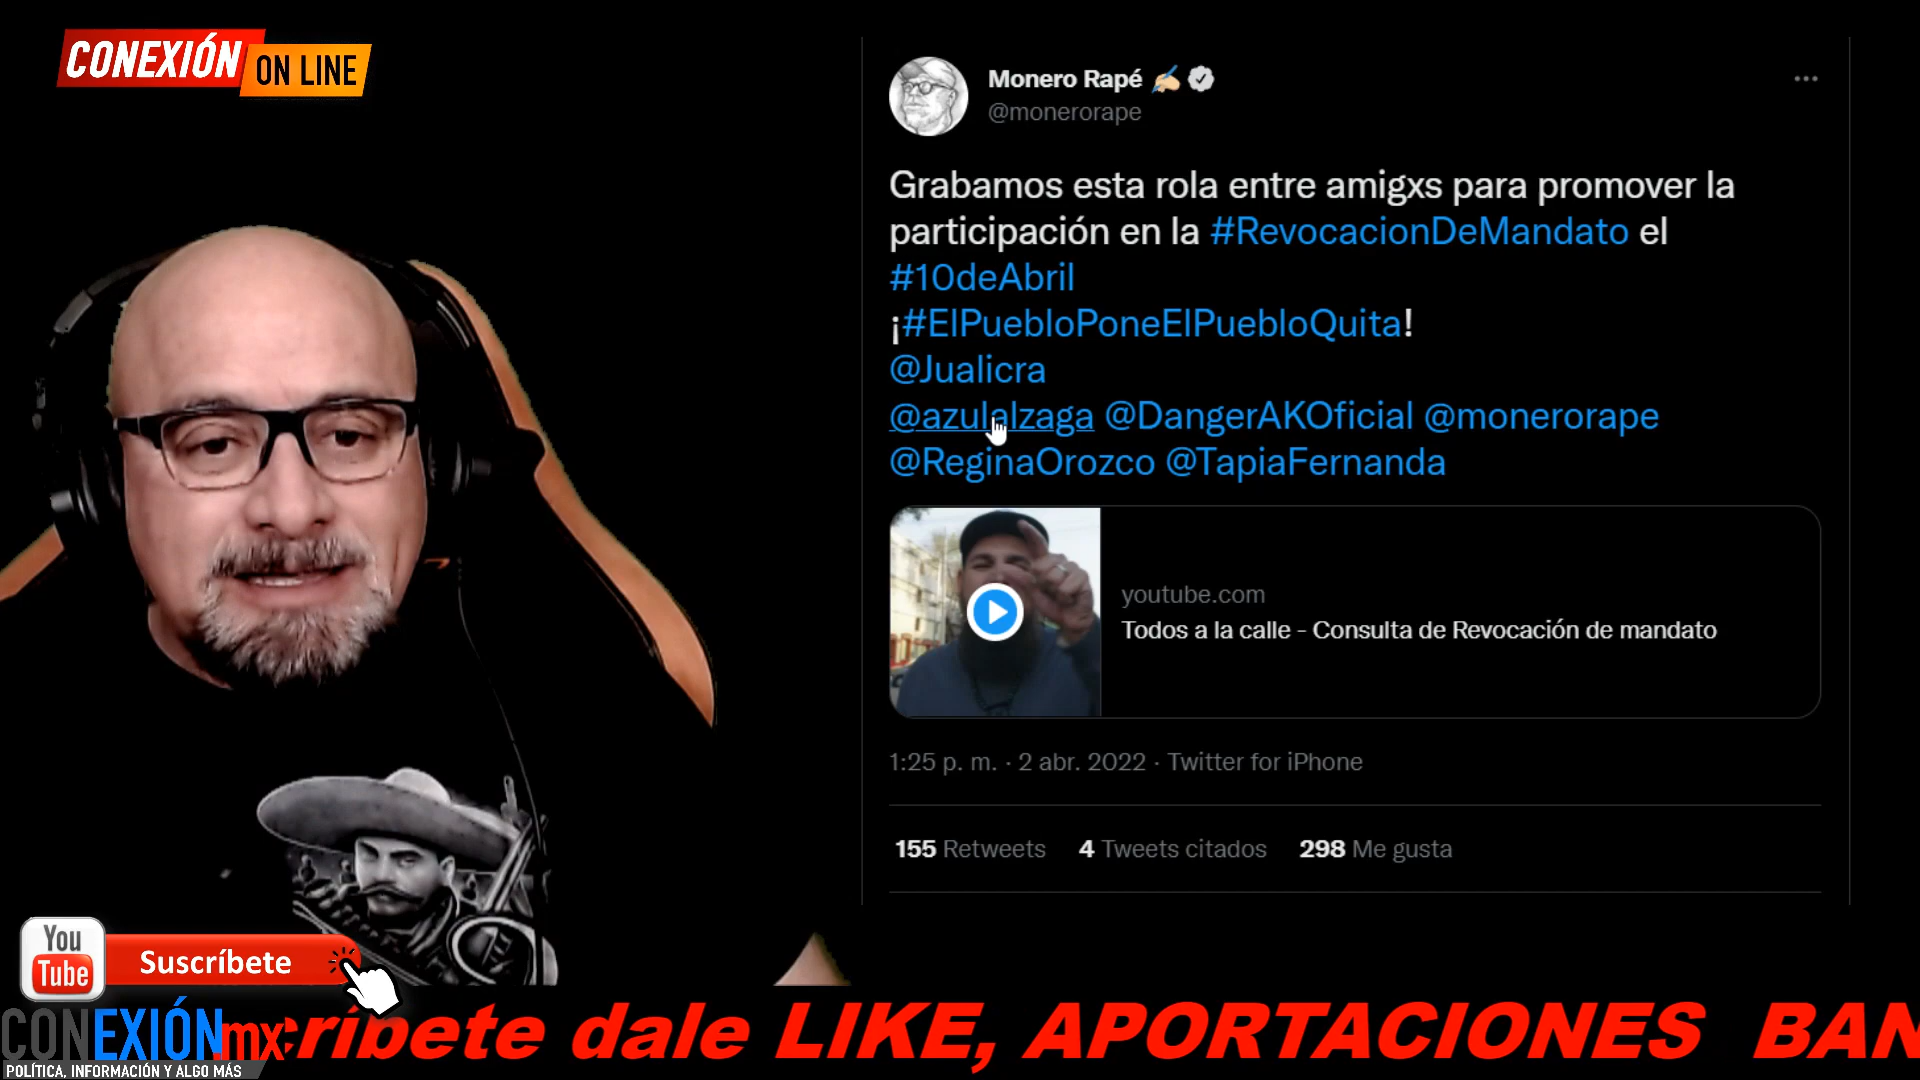 CONEXIÓN
ON LINE
Monero Rapé
@monerorape
Grabamos esta rola entre amigxs para promover la
participación en la #RevocacionDeMandato el
#10deAbril
¡#ElPuebloPoneElPuebloQuita!
@Jualicra
@azulalzaga @DangerAKOficial @monerorape
@ReginaOrozco @TapiaFernanda
youtube.com
Todos a la calle - Consulta de Revocación de mandato
1:25 p. m. · 2 abr. 2022 · Twitter for iPhone
155 Retweets 4 Tweets citados 298 Me gusta
You
Tube
Suscríbete
CONEXIÓN.mx
críbete dale LIKE, APORTACIONES BAN
POLÍTICA, INFORMACIÓN Y ALGO MÁS